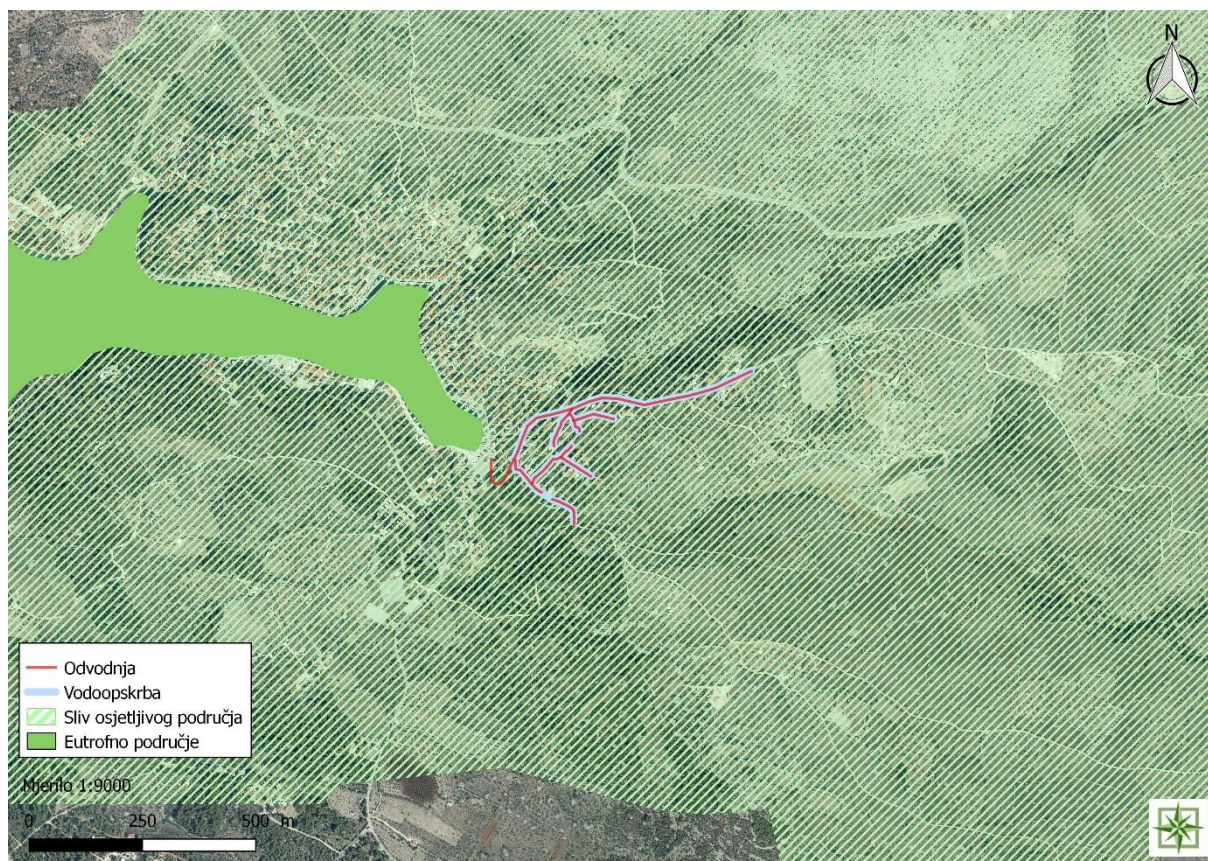 N
Odvodnja
Vodoopskrba
Sliv osjetljivog područja
Eutrofno područje
Mjerilo 1:9000
0 250 500 m